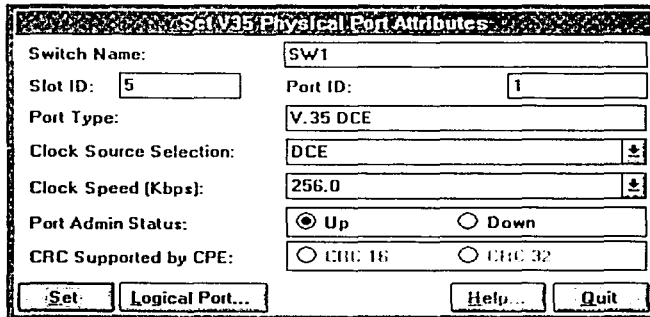 Set V35 Physical Port Attributes
Switch Name: SW1
Slot ID: 5 Port ID: 1
Port Type: V.35 DCE
Clock Source Selection: DCE
Clock Speed (Kbps): 256.0
Port Admin Status: Up Down
CRC Supported by CPE: CRC 16 CRC 32
Set Logical Port... Help... Quit